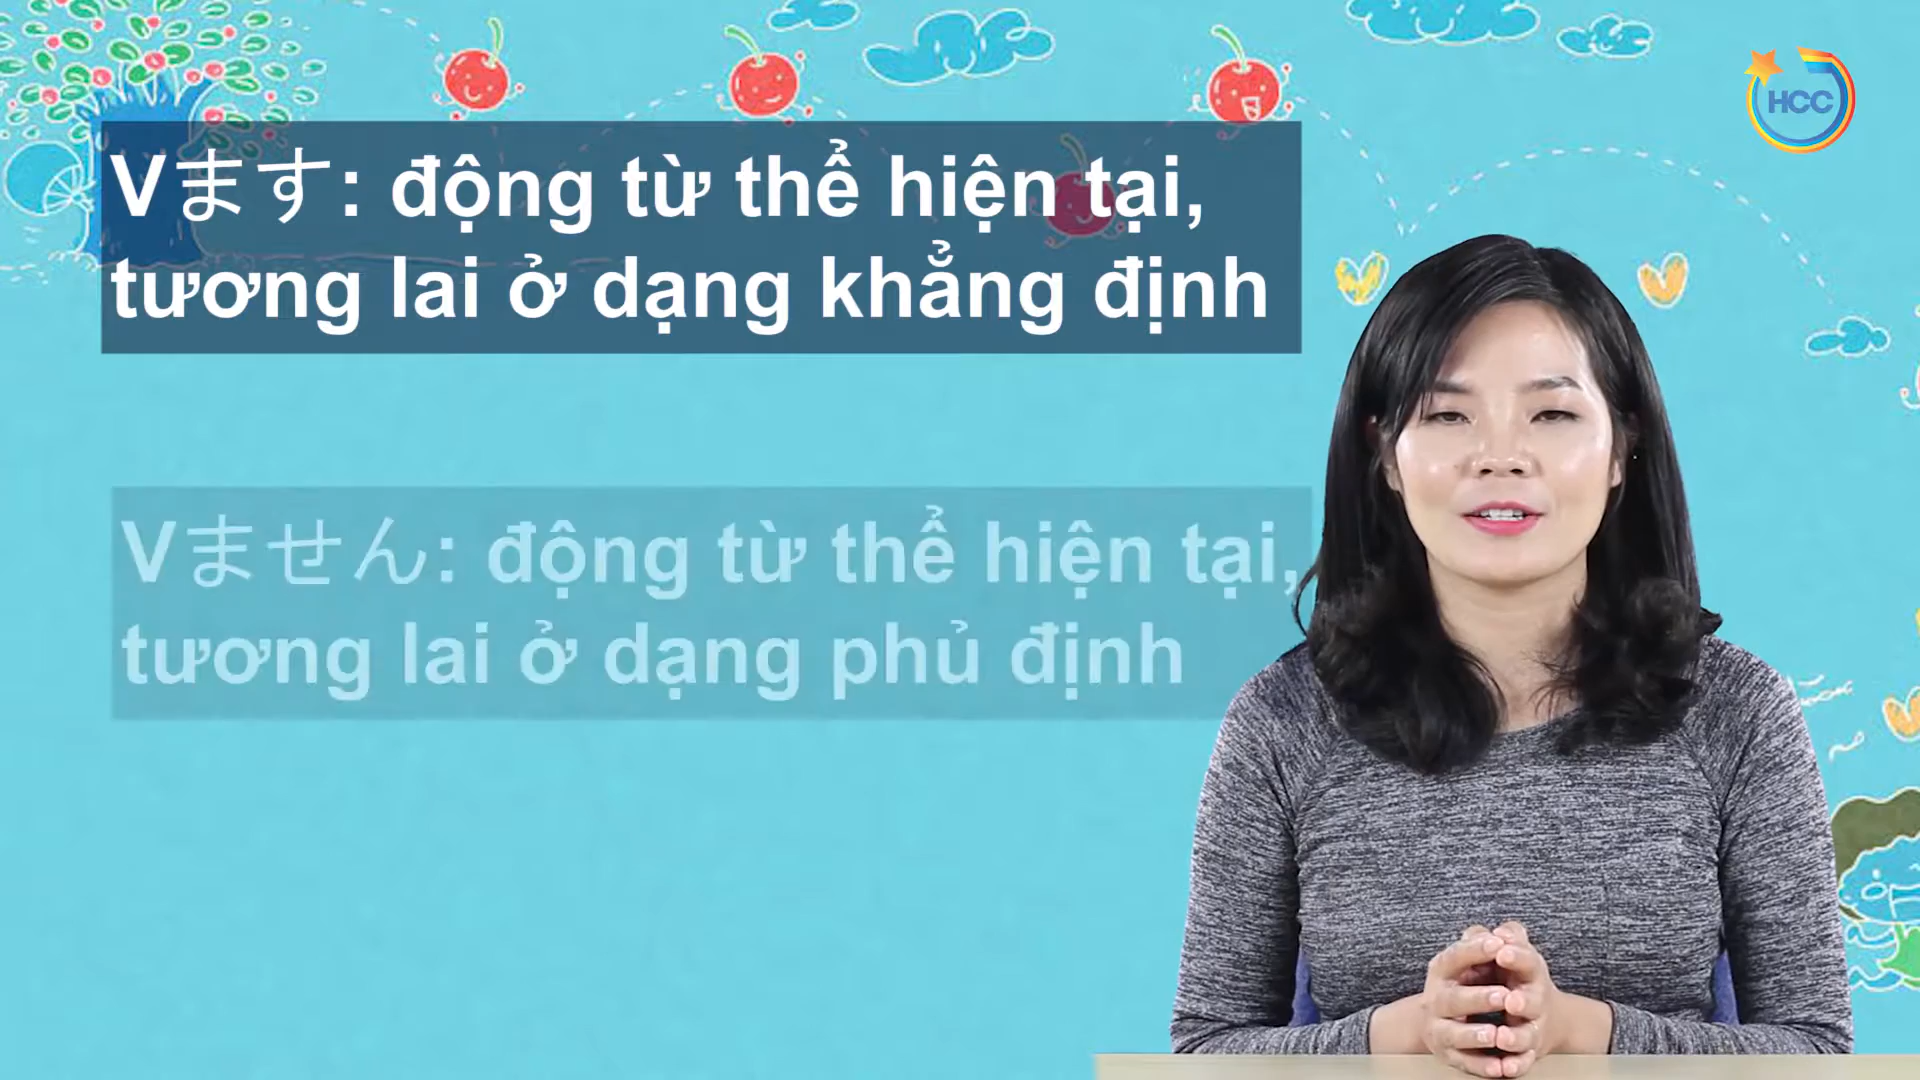 HCC
Vます: động từ thể hiện tại,
tương lai ở dạng khẳng định
Vません: động từ thể hiện tại,
tương lai ở dạng phủ định